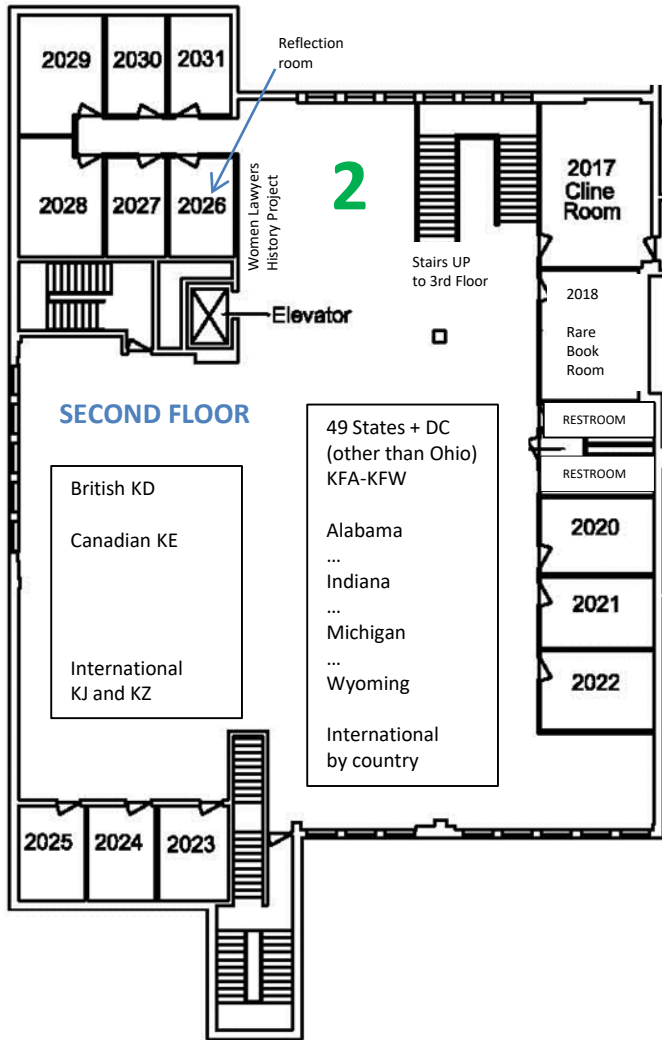 Reflection
room
2029
2030
2031
2028
2027
2026
Women Lawyers
History Project
2
2017
Cline
Room
Stairs UP
to 3rd Floor
2018
Rare
Book
Room
Elevator
SECOND FLOOR
RESTROOM
RESTROOM
49 States + DC
(other than Ohio)
KFA-KFW
Alabama
...
Indiana
...
Michigan
...
Wyoming
International
by country
British KD
Canadian KE
International
KJ and KZ
2020
2021
2022
2025
2024
2023